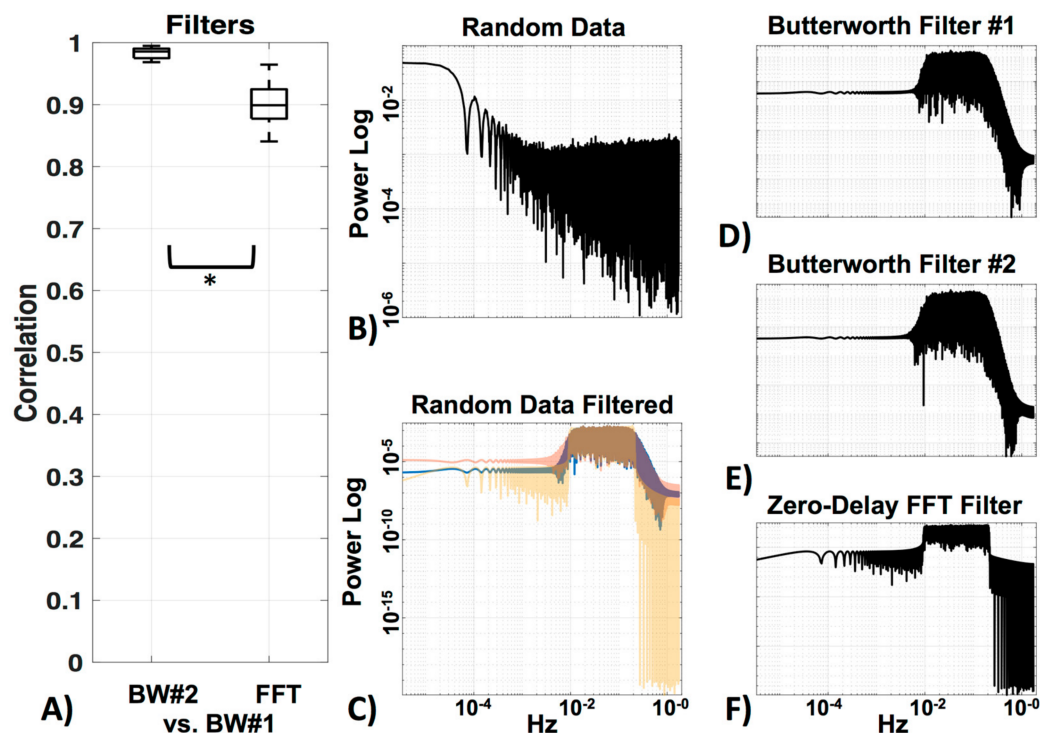 Filters
Correlation
1
0.9
0.8
0.7
0.6
0.5
0.4
0.3
0.2
0.1
0
*
BW#2 FFT
vs. BW#1
A)
Random Data
Power Log
10^-2
10^-4
10^-6
B)
Random Data Filtered
Power Log
10^-5
10^-10
10^-15
10^-4 10^-2 10^-0
Hz
C)
Butterworth Filter #1
D)
Butterworth Filter #2
E)
Zero-Delay FFT Filter
10^-4 10^-2 10^-0
Hz
F)